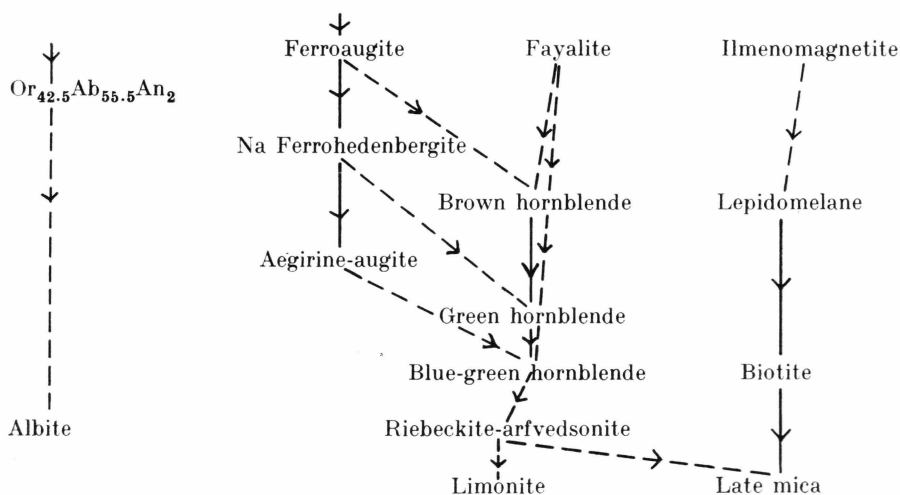 Ferroaugite Fayalite Ilmenomagnetite
Or42.5Ab55.5An2
Na Ferrohedenbergite
Brown hornblende Lepidomelane
Aegirine-augite
Green hornblende
Blue-green hornblende Biotite
Albite Riebeckite-arfvedsonite
Limonite Late mica